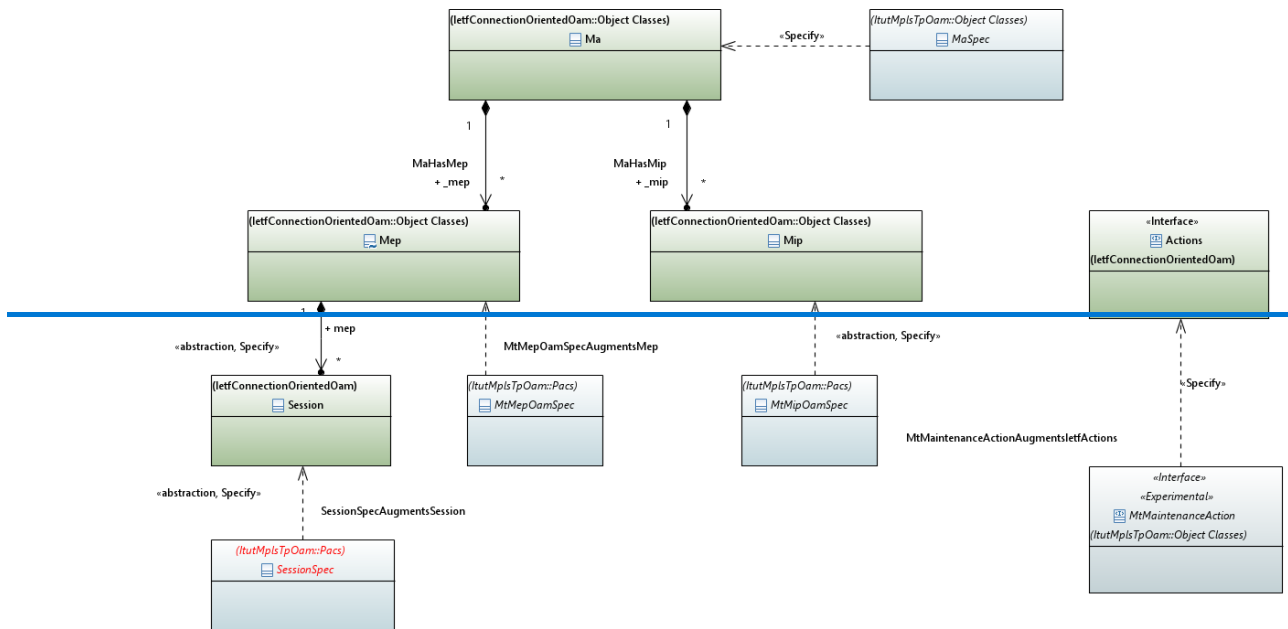 (IetfConnectionOrientedOam::Object Classes)
Ma
(ItutMplsTpOam::Object Classes)
MaSpec
«Specify»
1
1
MaHasMep
+ _mep
*
MaHasMip
+ _mip
*
(IetfConnectionOrientedOam::Object Classes)
Mep
(IetfConnectionOrientedOam::Object Classes)
Mip
«Interface»
Actions
(IetfConnectionOrientedOam)
1
+ mep
«abstraction, Specify»
*
MtMepOamSpecAugmentsMep
«abstraction, Specify»
(IetfConnectionOrientedOam)
Session
(ItutMplsTpOam::Pacs)
MtMepOamSpec
(ItutMplsTpOam::Pacs)
MtMipOamSpec
«Specify»
MtMaintenanceActionAugmentsIetfActions
«abstraction, Specify»
SessionSpecAugmentsSession
«Interface»
«Experimental»
MtMaintenanceAction
(ItutMplsTpOam::Object Classes)
(ItutMplsTpOam::Pacs)
SessionSpec